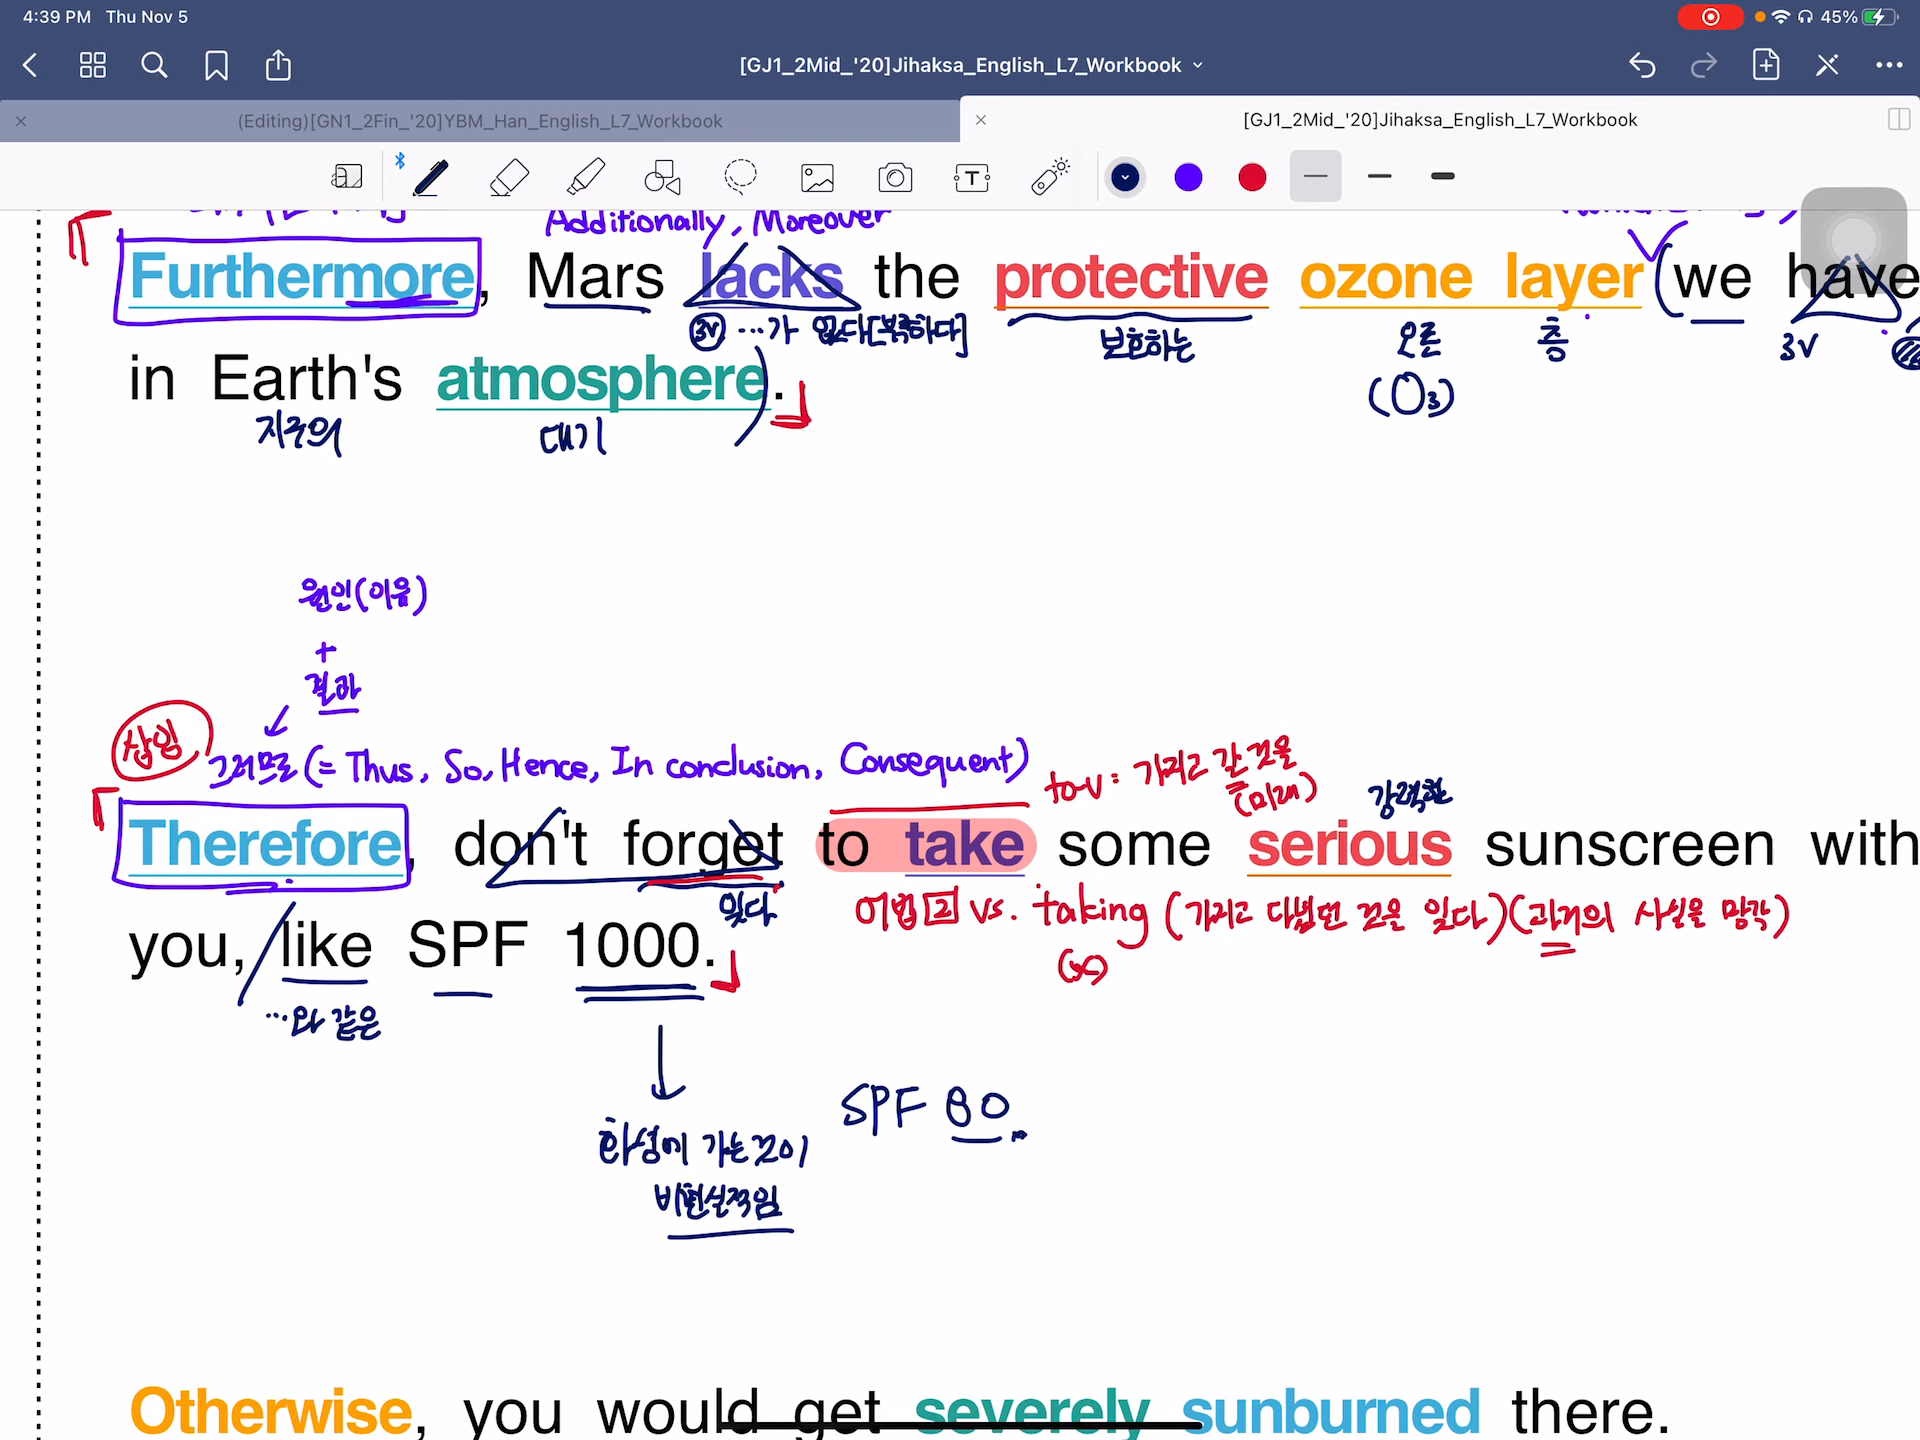 4:39 PM Thu Nov 5
45%
[GJ1_2Mid_'20]Jihaksa_English_L7_Workbook
(Editing)[GN1_2Fin_'20]YBM_Han_English_L7_Workbook
[GJ1_2Mid_'20]Jihaksa_English_L7_Workbook
Additionally, Moreover
Furthermore, Mars lacks the protective ozone layer (we have
3V …가 없다[부족하다] 보호하는 오존 층 3V
in Earth's atmosphere).
(O3)
지구의 대기
원인(이유)
+
결과
삽입
그러므로 (= Thus, So, Hence, In conclusion, Consequent)
to-v: 가지고 갈 것을
(미래)
강력한
Therefore, don't forget to take some serious sunscreen with
잊다
어법 2 vs. taking (가지고 다녔던 것을 잊다)(과거의 사실을 망각)
(x)
you, like SPF 1000.
…와 같은
SPF 80
화성에 가는 것이
비현실적임
Otherwise, you would get severely sunburned there.